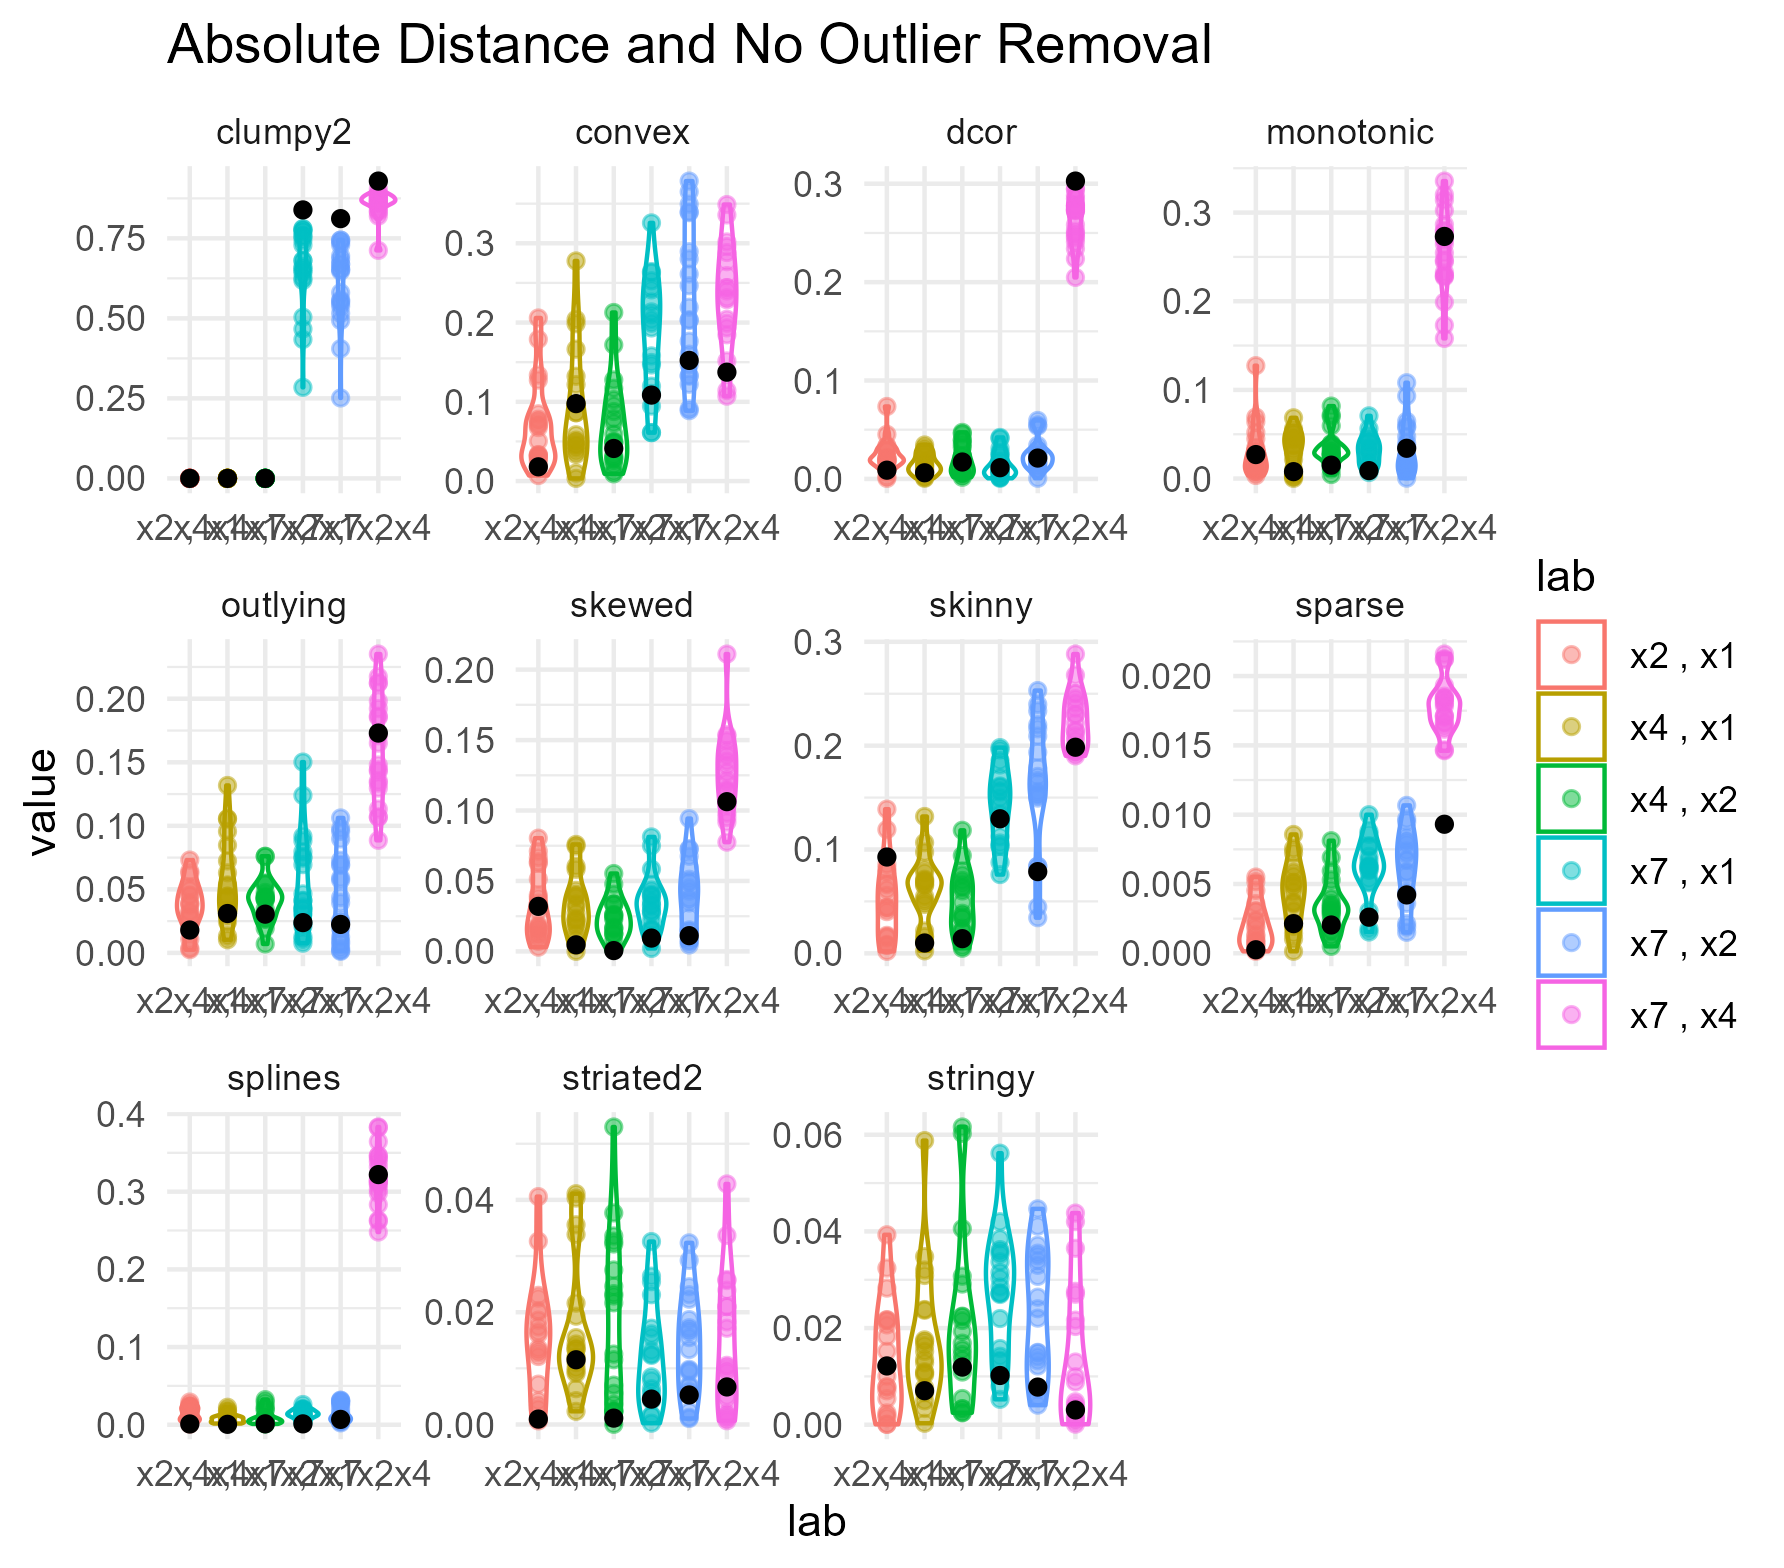 Absolute Distance and No Outlier Removal
clumpy2 convex dcor monotonic
0.75 0.50 0.25 0.00
0.3 0.2 0.1 0.0
0.3 0.2 0.1 0.0
0.3 0.2 0.1 0.0
outlying skewed skinny sparse
0.20 0.15 0.10 0.05 0.00
0.20 0.15 0.10 0.05 0.00
0.3 0.2 0.1 0.0
0.020 0.015 0.010 0.005 0.000
splines striated2 stringy
0.4 0.3 0.2 0.1 0.0
0.04 0.02 0.00
0.06 0.04 0.02 0.00
value
lab
lab
x2 , x1
x4 , x1
x4 , x2
x7 , x1
x7 , x2
x7 , x4